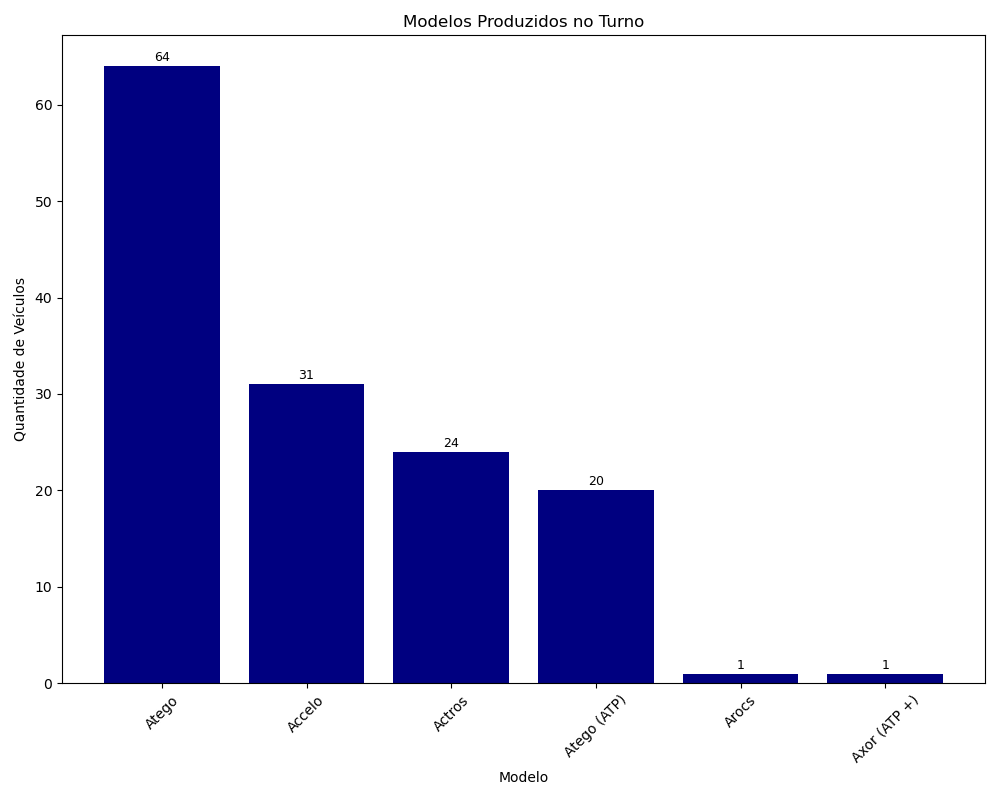 Modelos Produzidos no Turno
64
60
50
40
31
30
24
20
20
10
1
1
0
Quantidade de Veículos
Atego
Accelo
Actros
Atego (ATP)
Arocs
Axor (ATP +)
Modelo